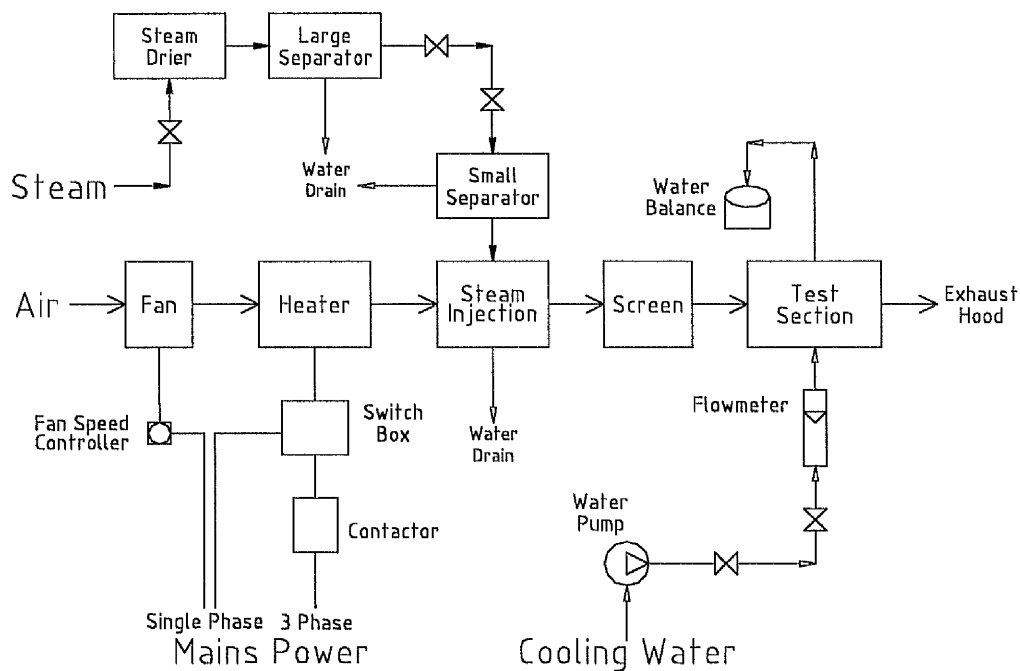 Steam
Drier
Large
Separator
Water
Drain
Steam
Small
Separator
Water
Balance
Air
Fan
Heater
Steam
Injection
Screen
Test
Section
Exhaust
Hood
Fan Speed
Controller
Switch
Box
Water
Drain
Flowmeter
Contactor
Water
Pump
Single Phase
3 Phase
Mains Power
Cooling Water